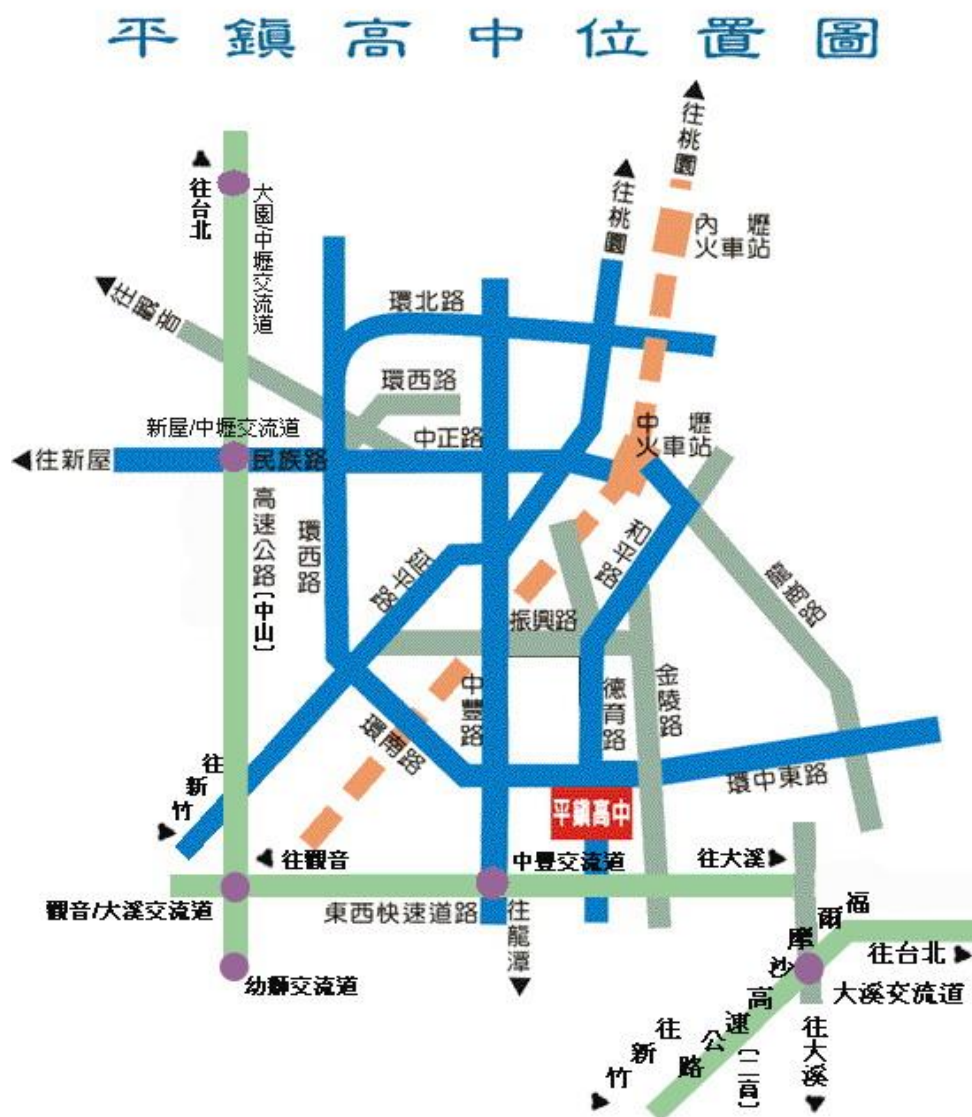 平鎮高中位置圖
往桃園
往桃園
內壢
火車站
往台北
大園/中壢交流道
往觀音
環北路
環西路
中正路
中壢
火車站
新屋/中壢交流道
往新屋
民族路
高速公路〔中山〕
環西路
延平路
和平路
龍岡路
振興路
中豐路
德育路
金陵路
環南路
環中東路
往新竹
平鎮高中
往觀音
中豐交流道
往大溪
觀音/大溪交流道
東西快速道路
往龍潭
幼獅交流道
福爾摩沙高速公路〔二高〕
往台北
大溪交流道
往新竹
往大溪